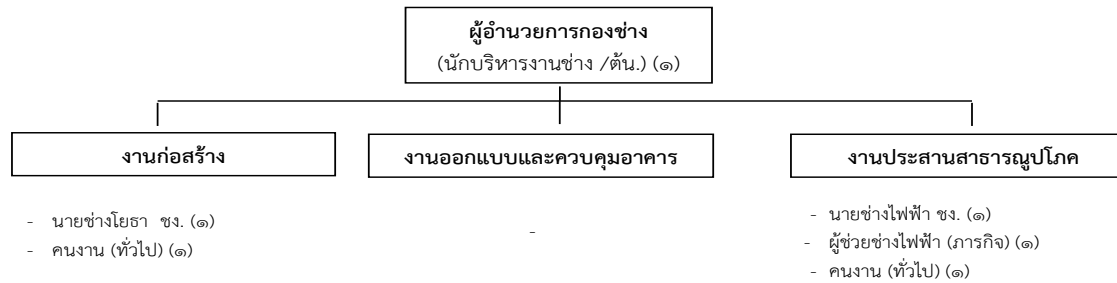 ผู้อำนวยการกองช่าง
(นักบริหารงานช่าง /ต้น.) (๑)
งานก่อสร้าง
- นายช่างโยธา ชง. (๑)
- คนงาน (ทั่วไป) (๑)
งานออกแบบและควบคุมอาคาร
-
งานประสานสาธารณูปโภค
- นายช่างไฟฟ้า ชง. (๑)
- ผู้ช่วยช่างไฟฟ้า (ภารกิจ) (๑)
- คนงาน (ทั่วไป) (๑)